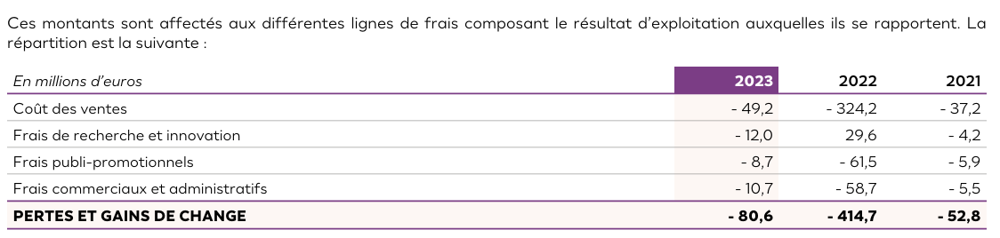 Ces montants sont affectés aux différentes lignes de frais composant le résultat d’exploitation auxquelles ils se rapportent. La
répartition est la suivante :
En millions d’euros 2023 2022 2021
Coût des ventes - 49,2 - 324,2 - 37,2
Frais de recherche et innovation - 12,0 29,6 - 4,2
Frais publi-promotionnels - 8,7 - 61,5 - 5,9
Frais commerciaux et administratifs - 10,7 - 58,7 - 5,5
PERTES ET GAINS DE CHANGE - 80,6 - 414,7 - 52,8